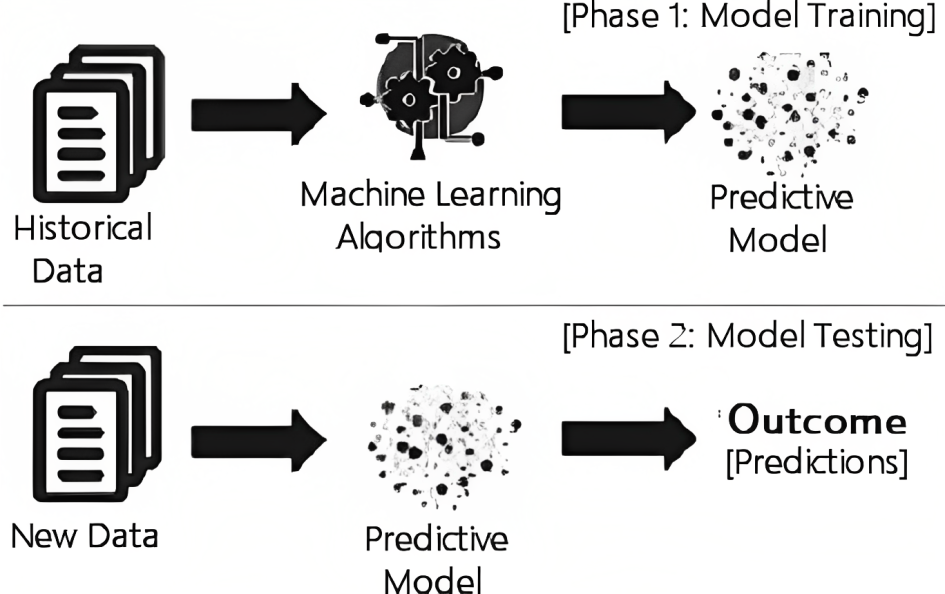 [Phase 1: Model Training]
Historical
Data
Machine Learning
Algorithms
Predictive
Model
[Phase 2: Model Testing]
New Data
Predictive
Model
Outcome
[Predictions]